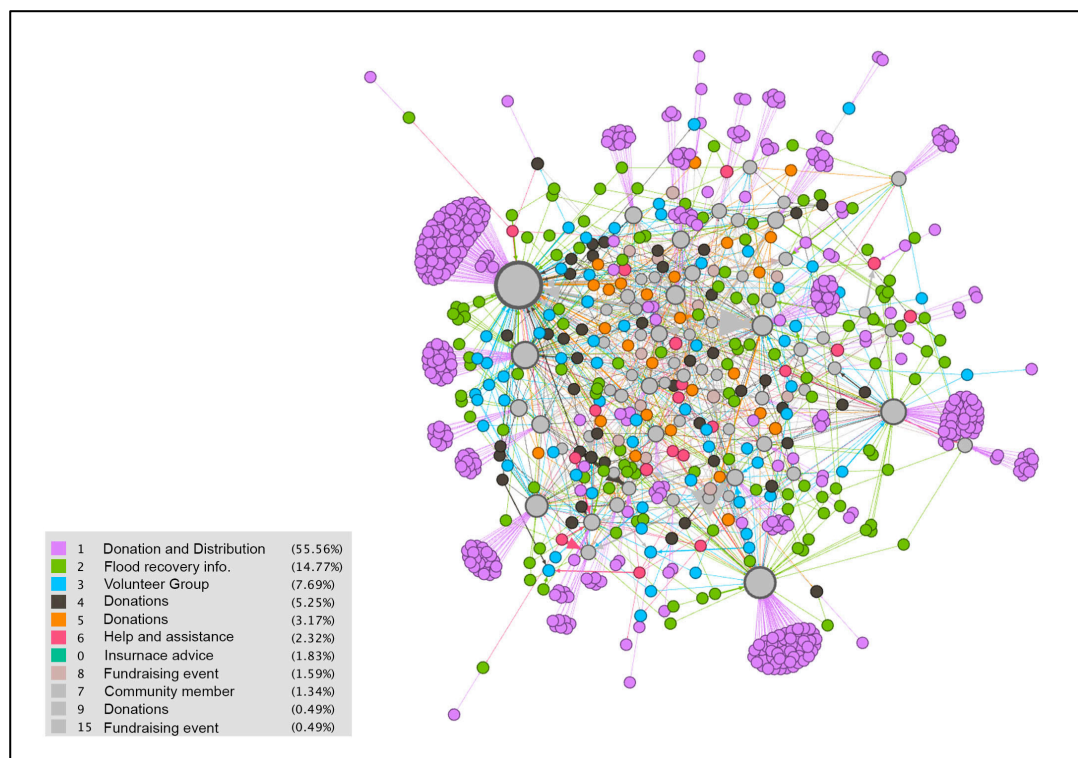 1 Donation and Distribution (55.56%)
2 Flood recovery info. (14.77%)
3 Volunteer Group (7.69%)
4 Donations (5.25%)
5 Donations (3.17%)
6 Help and assistance (2.32%)
0 Insurnace advice (1.83%)
8 Fundraising event (1.59%)
7 Community member (1.34%)
9 Donations (0.49%)
15 Fundraising event (0.49%)